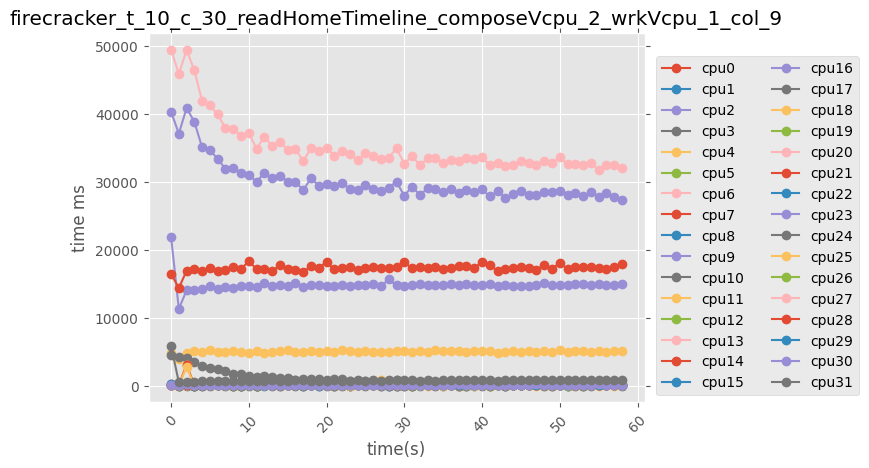 firecracker_t_10_c_30_readHomeTimeline_composeVcpu_2_wrkVcpu_1_col_9
50000
40000
30000
20000
10000
0
time ms
0
10
20
30
40
50
60
time(s)
cpu0
cpu1
cpu2
cpu3
cpu4
cpu5
cpu6
cpu7
cpu8
cpu9
cpu10
cpu11
cpu12
cpu13
cpu14
cpu15
cpu16
cpu17
cpu18
cpu19
cpu20
cpu21
cpu22
cpu23
cpu24
cpu25
cpu26
cpu27
cpu28
cpu29
cpu30
cpu31